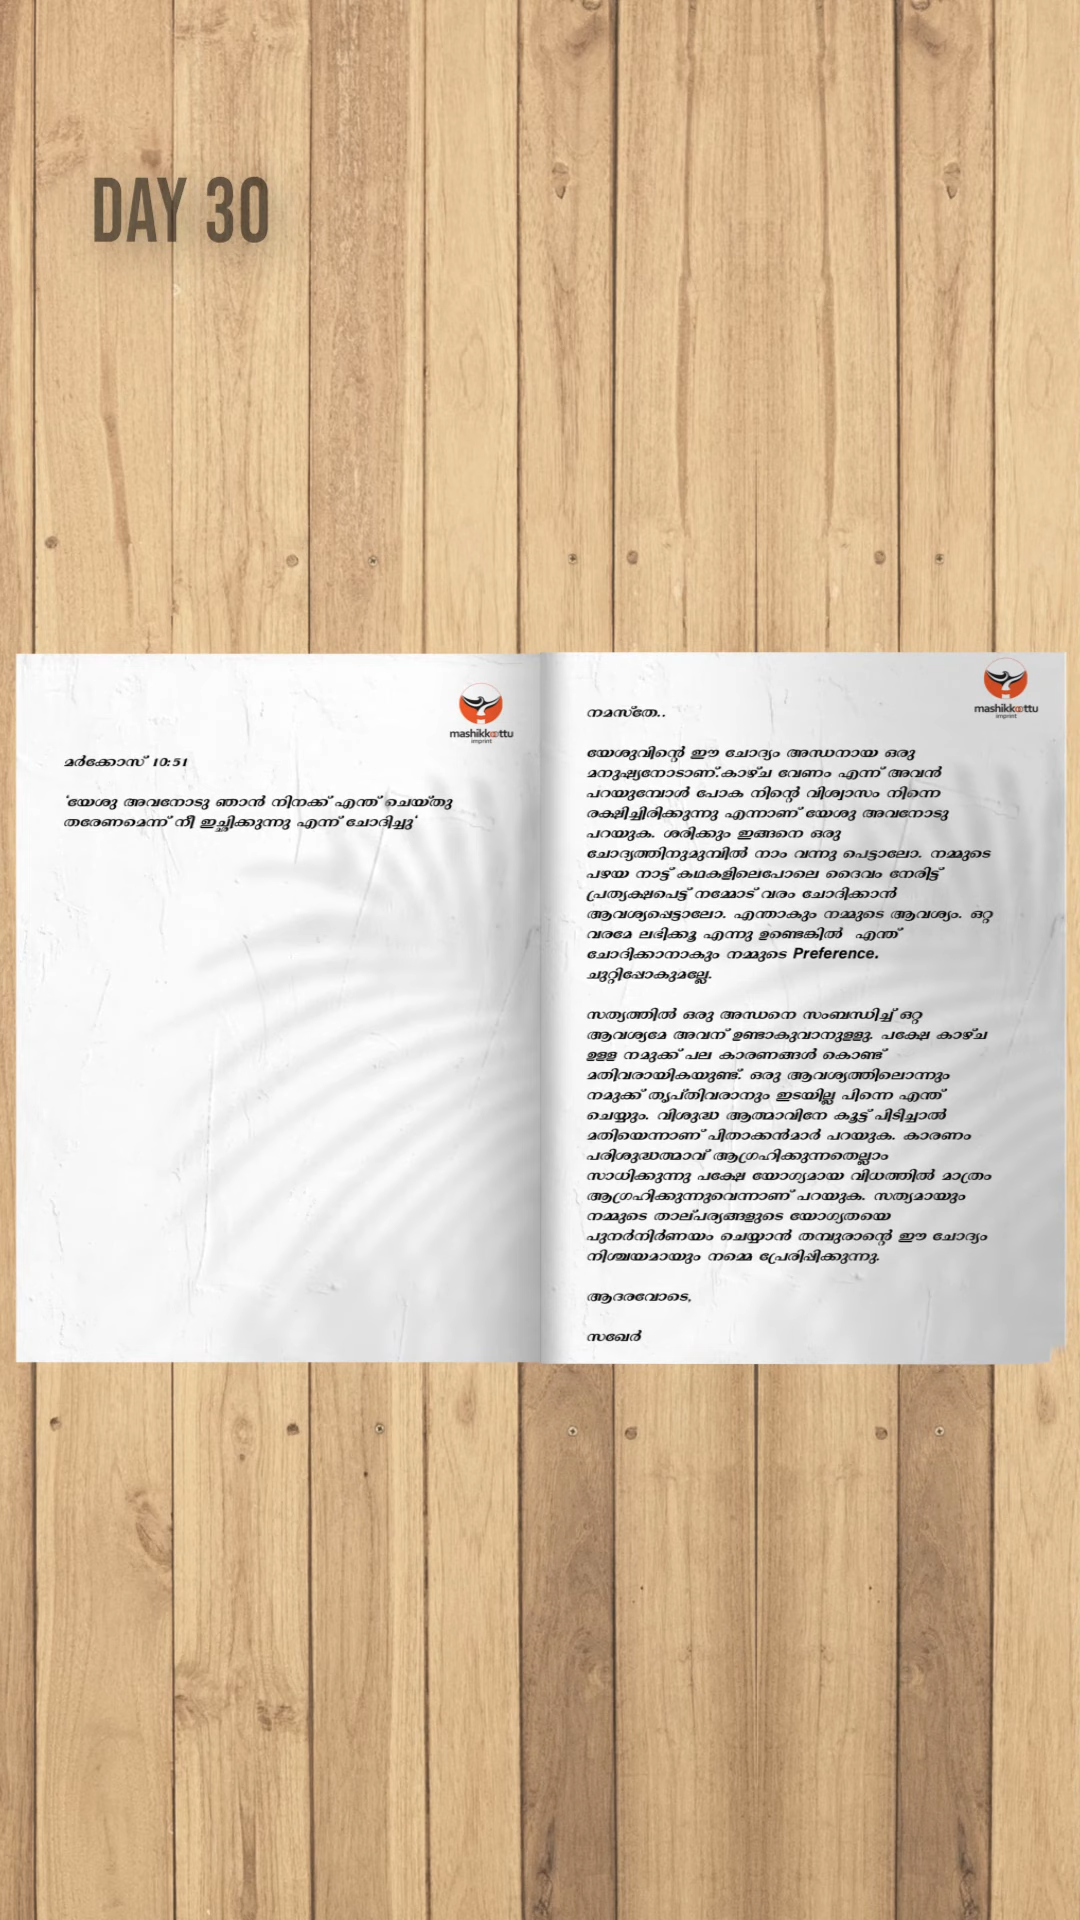 DAY 30
mashikkoottu
imprint
മർക്കോസ് 10:51
'യേശു അവനോടു ഞാൻ നിനക്ക് എന്ത് ചെയ്തു
തരേണമെന്ന് നീ ഇച്ഛിക്കുന്നു എന്ന് ചോദിച്ചു'
mashikkoottu
imprint
നമസ്തേ..
യേശുവിന്റെ ഈ ചോദ്യം അന്ധനായ ഒരു
മനുഷ്യനോടാണ്.കാഴ്ച വേണം എന്ന് അവൻ
പറയുമ്പോൾ പോക നിന്റെ വിശ്വാസം നിന്നെ
രക്ഷിച്ചിരിക്കുന്നു എന്നാണ് യേശു അവനോടു
പറയുക. ശരിക്കും ഇങ്ങനെ ഒരു
ചോദ്യത്തിനുമുമ്പിൽ നാം വന്നു പെട്ടാലോ. നമ്മുടെ
പഴയ നാട്ട് കഥകളിലെപോലെ ദൈവം നേരിട്ട്
പ്രത്യക്ഷപെട്ട് നമ്മോട് വരം ചോദിക്കാൻ
ആവശ്യപ്പെട്ടാലോ. എന്താകും നമ്മുടെ ആവശ്യം. ഒറ്റ
വരമേ ലഭിക്കൂ എന്നു ഉണ്ടെങ്കിൽ എന്ത്
ചോദിക്കാനാകും നമ്മുടെ Preference.
ചുറ്റിപ്പോകുമല്ലേ.
സത്യത്തിൽ ഒരു അന്ധനെ സംബന്ധിച്ച് ഒറ്റ
ആവശ്യമേ അവന് ഉണ്ടാകുവാനുള്ളു. പക്ഷേ കാഴ്ച
ഉള്ള നമുക്ക് പല കാരണങ്ങൾ കൊണ്ട്
മതിവരായികയുണ്ട്. ഒരു ആവശ്യത്തിലൊന്നും
നമുക്ക് തൃപ്തിവരാനും ഇടയില്ല പിന്നെ എന്ത്
ചെയ്യും. വിശുദ്ധ ആത്മാവിനേ കൂട്ട് പിടിച്ചാൽ
മതിയെന്നാണ് പിതാക്കൻമാർ പറയുക. കാരണം
പരിശുദ്ധത്മാവ് ആഗ്രഹിക്കുന്നതെല്ലാം
സാധിക്കുന്നു പക്ഷേ യോഗ്യമായ വിധത്തിൽ മാത്രം
ആഗ്രഹിക്കുന്നുവെന്നാണ് പറയുക. സത്യമായും
നമ്മുടെ താല്പര്യങ്ങളുടെ യോഗ്യതയെ
പുനർനിർണയം ചെയ്യാൻ തമ്പുരാന്റെ ഈ ചോദ്യം
നിശ്ചയമായും നമ്മെ പ്രേരിപ്പിക്കുന്നു.
ആദരവോടെ,
സഖേർ